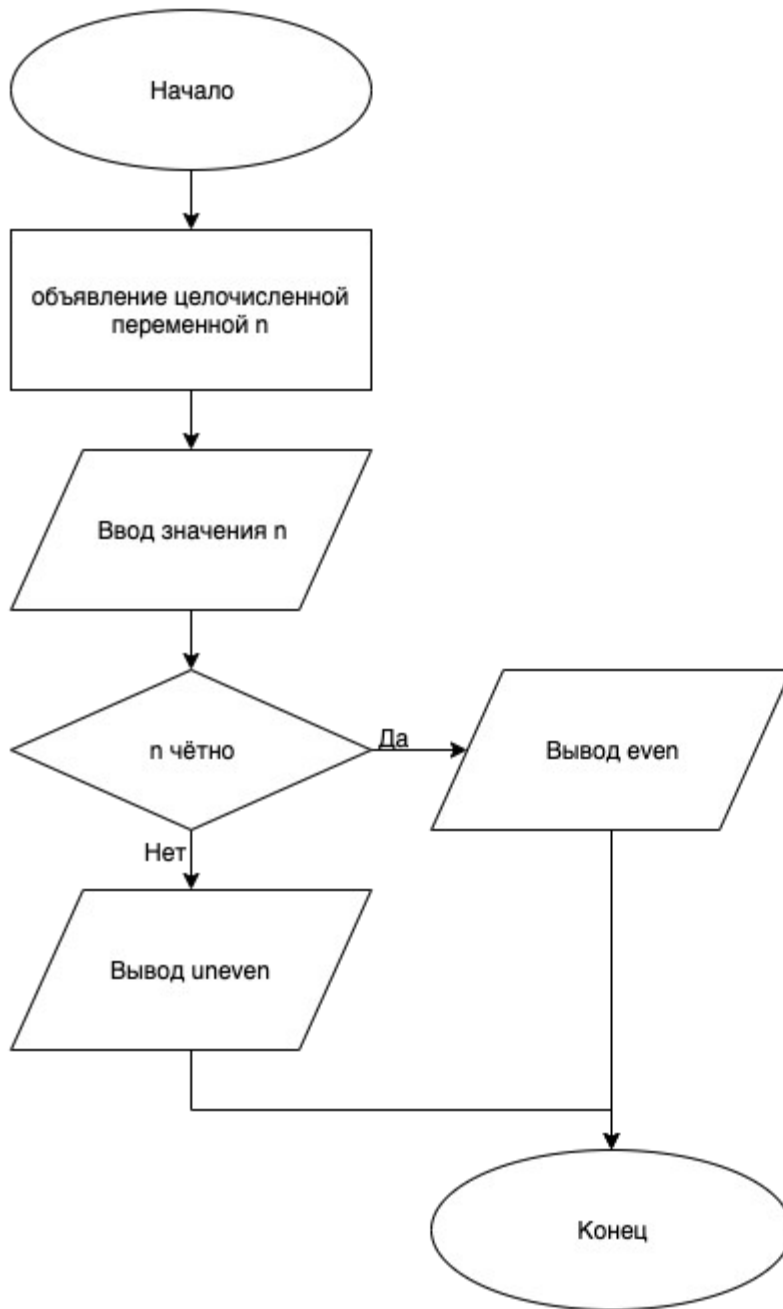 Начало
объявление целочисленной
переменной n
Ввод значения n
n чётно
Да
Вывод even
Нет
Вывод uneven
Конец